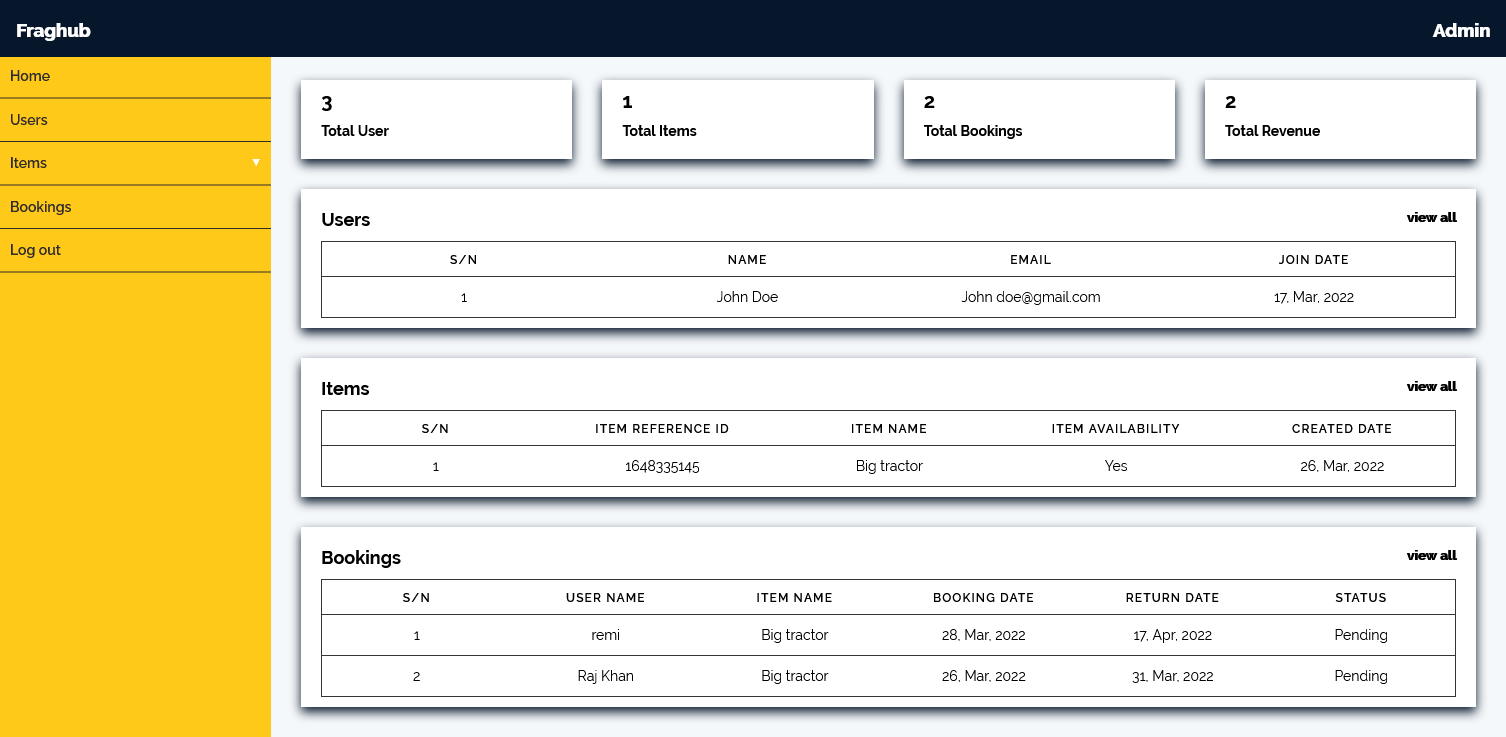 Fraghub Admin
Home
Users
Items ▼
Bookings
Log out
3 1 2 2
Total User Total Items Total Bookings Total Revenue
Users view all
S/N NAME EMAIL JOIN DATE
1 John Doe John doe@gmail.com 17, Mar, 2022
Items view all
S/N ITEM REFERENCE ID ITEM NAME ITEM AVAILABILITY CREATED DATE
1 1648335145 Big tractor Yes 26, Mar, 2022
Bookings view all
S/N USER NAME ITEM NAME BOOKING DATE RETURN DATE STATUS
1 remi Big tractor 28, Mar, 2022 17, Apr, 2022 Pending
2 Raj Khan Big tractor 26, Mar, 2022 31, Mar, 2022 Pending